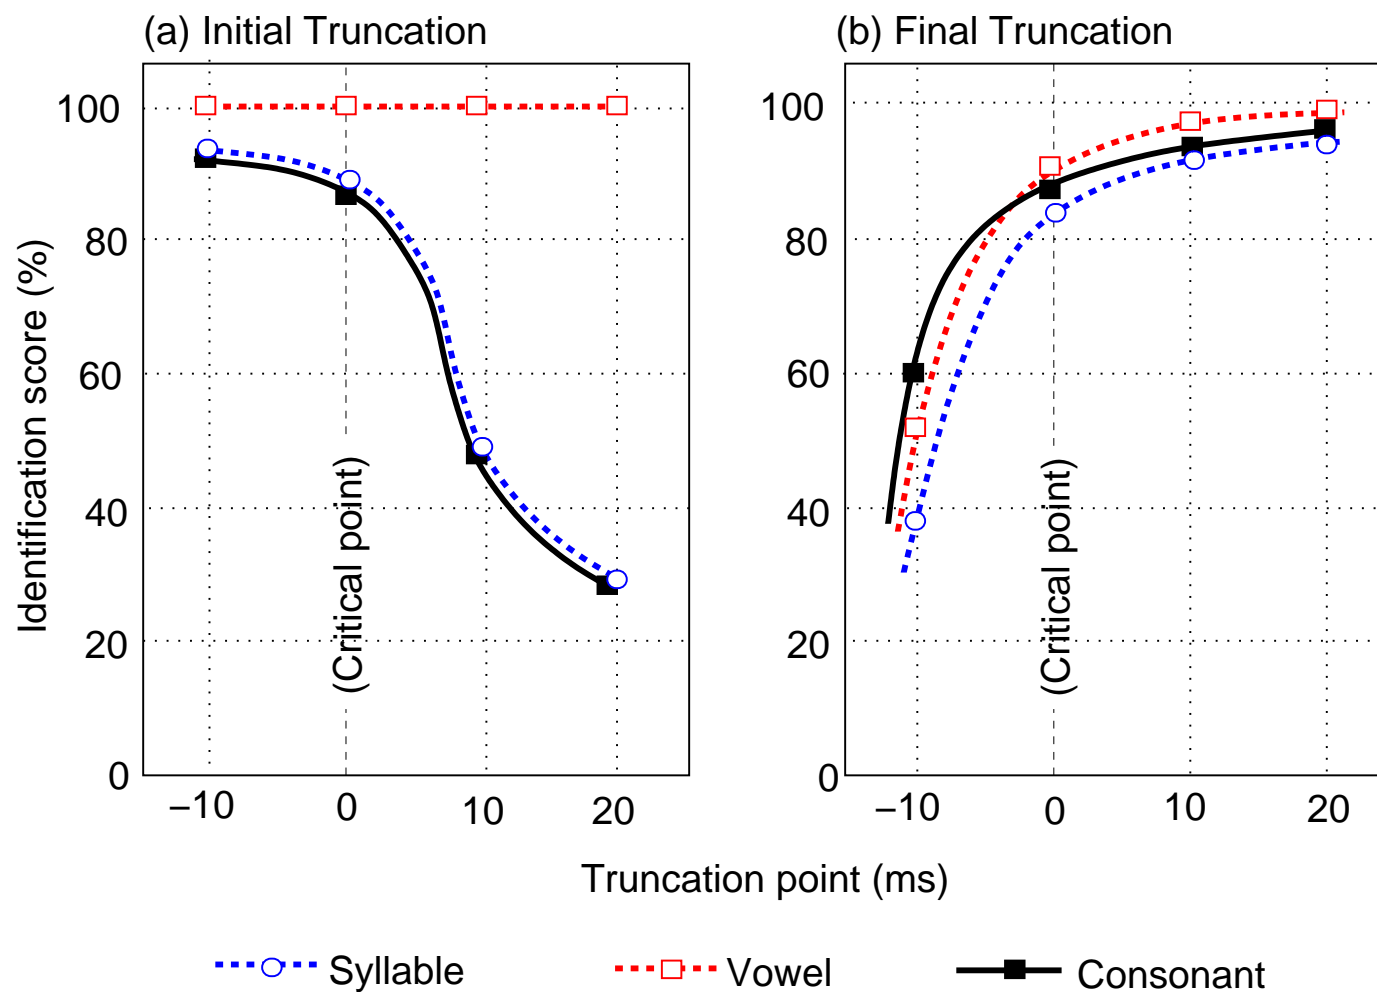 (a) Initial Truncation
(b) Final Truncation
Identification score (%)
100
80
60
40
20
0
−10
0
10
20
(Critical point)
100
80
60
40
20
0
−10
0
10
20
(Critical point)
Truncation point (ms)
Syllable
Vowel
Consonant